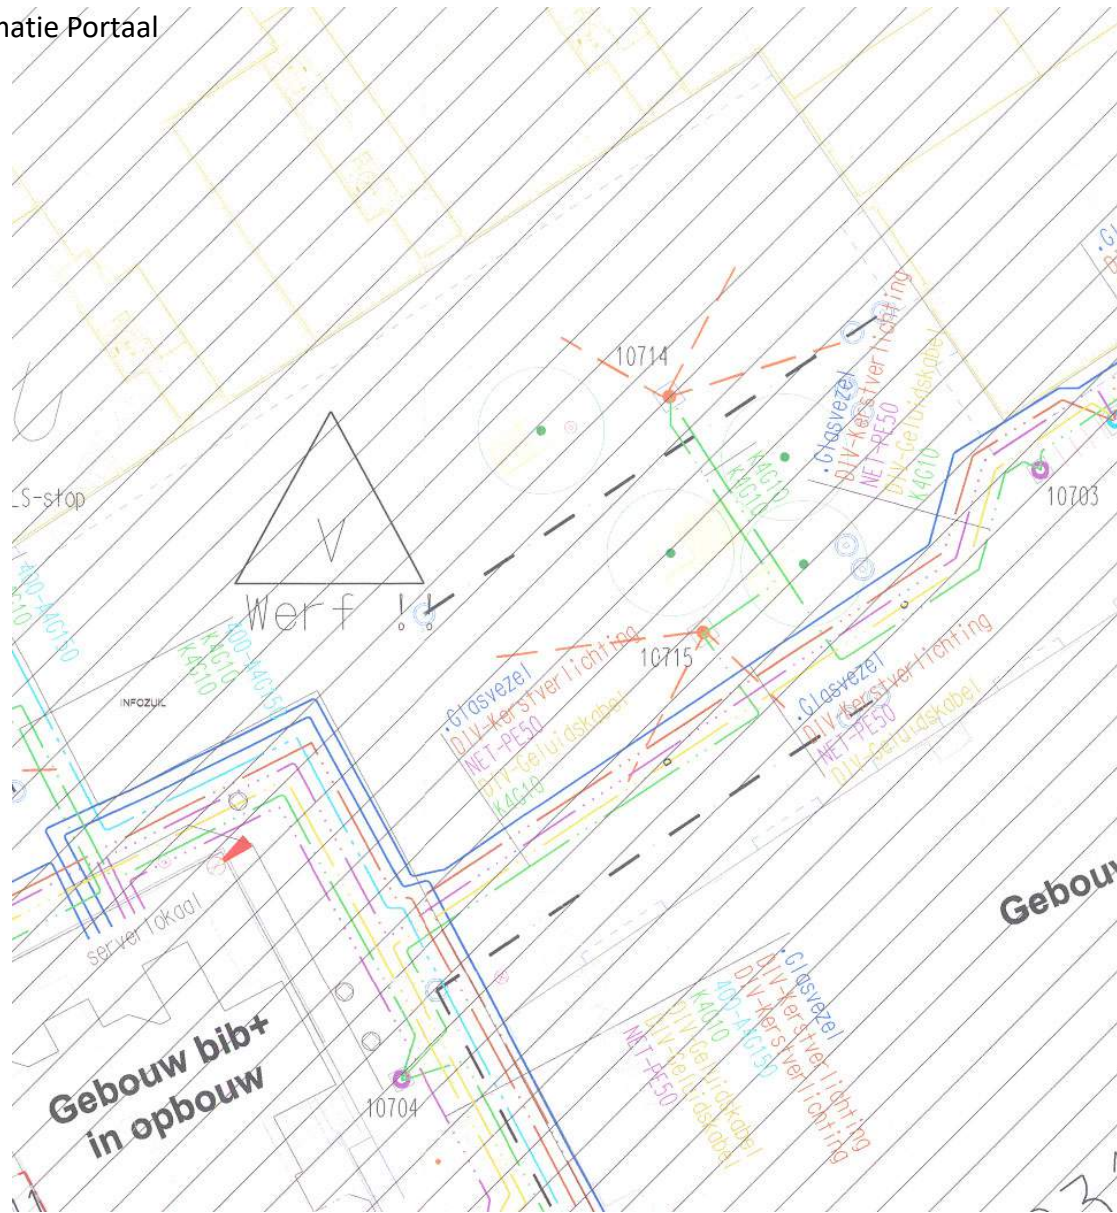 natie Portaal
10714
.Glasvezel
DIV-Kerstverlichting
NET-PE50
DIV-Geluidskabel
K4G10
K4G10
K4G10
10703
LS-stop
V
Werf !!
400-A4G150
400-A4G150
K4G10
K4G10
INFOZUIL
10715
.Glasvezel
DIV-Kerstverlichting
NET-PE50
DIV-Geluidskabel
K4G10
.Glasvezel
DIV-Kerstverlichting
NET-PE50
DIV-Geluidskabel
serverlokaal
Gebouw
.Glasvezel
DIV-Kerstverlichting
DIV-Kerstverlichting
400-A4G150
K4G10
DIV-Geluidskabel
DIV-Geluidskabel
NET-PE50
Gebouw bib+
in opbouw
10704